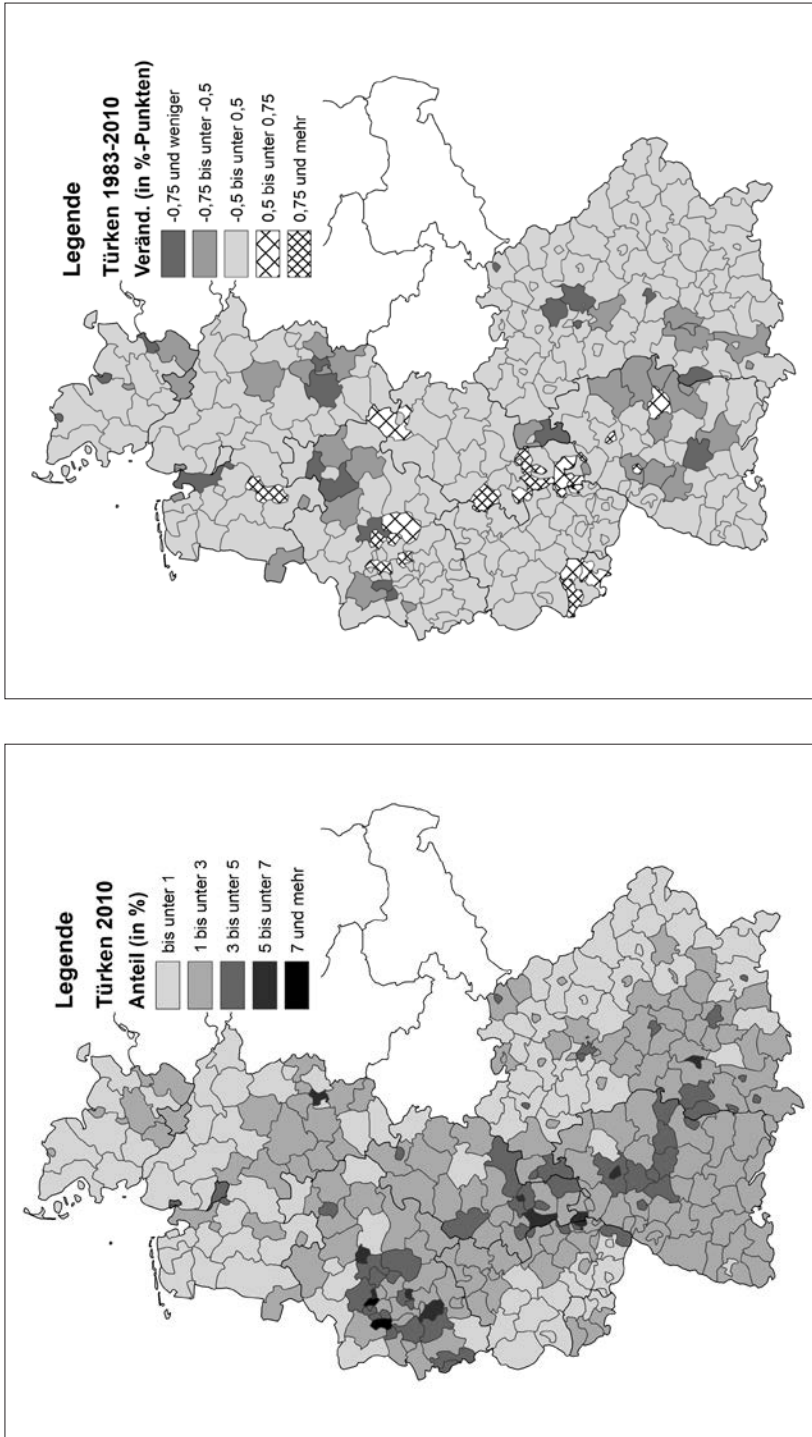 Legende
Türken 2010
Anteil (in %)
bis unter 1
1 bis unter 3
3 bis unter 5
5 bis unter 7
7 und mehr
Legende
Türken 1983-2010
Veränd. (in %-Punkten)
-0,75 und weniger
-0,75 bis unter -0,5
-0,5 bis unter 0,5
0,5 bis unter 0,75
0,75 und mehr